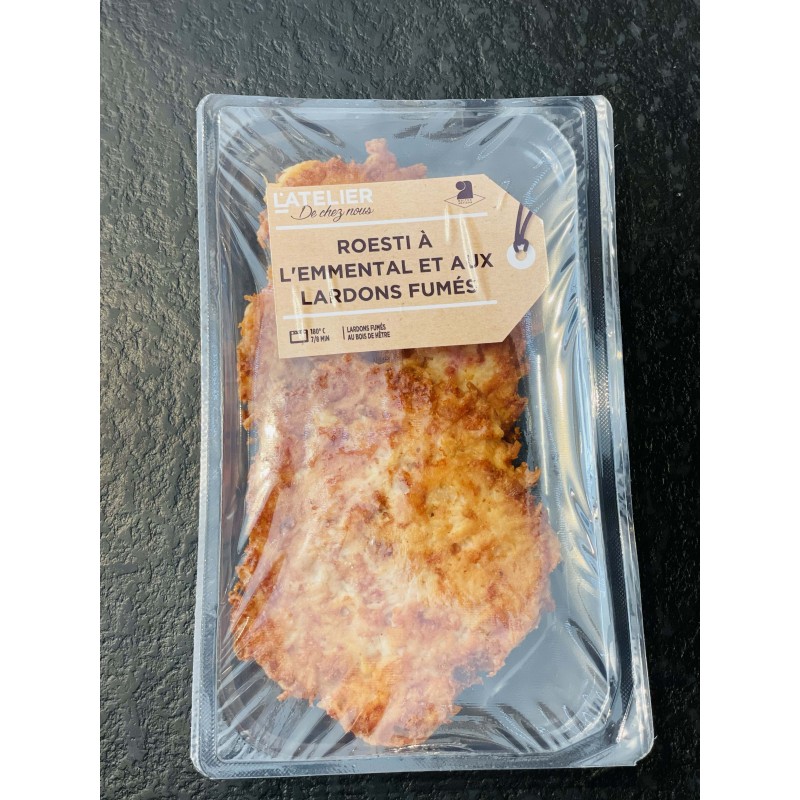 L'ATELIER
De chez nous
ROESTI À
L'EMMENTAL ET AUX
LARDONS FUMÉS
180° C
7/8 MIN
LARDONS FUMÉS
AU BOIS DE HÊTRE